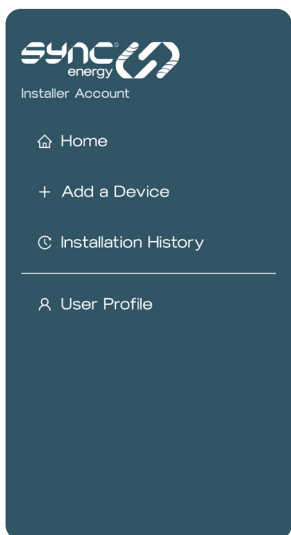 sync
energy
Installer Account
Home
Add a Device
Installation History
User Profile